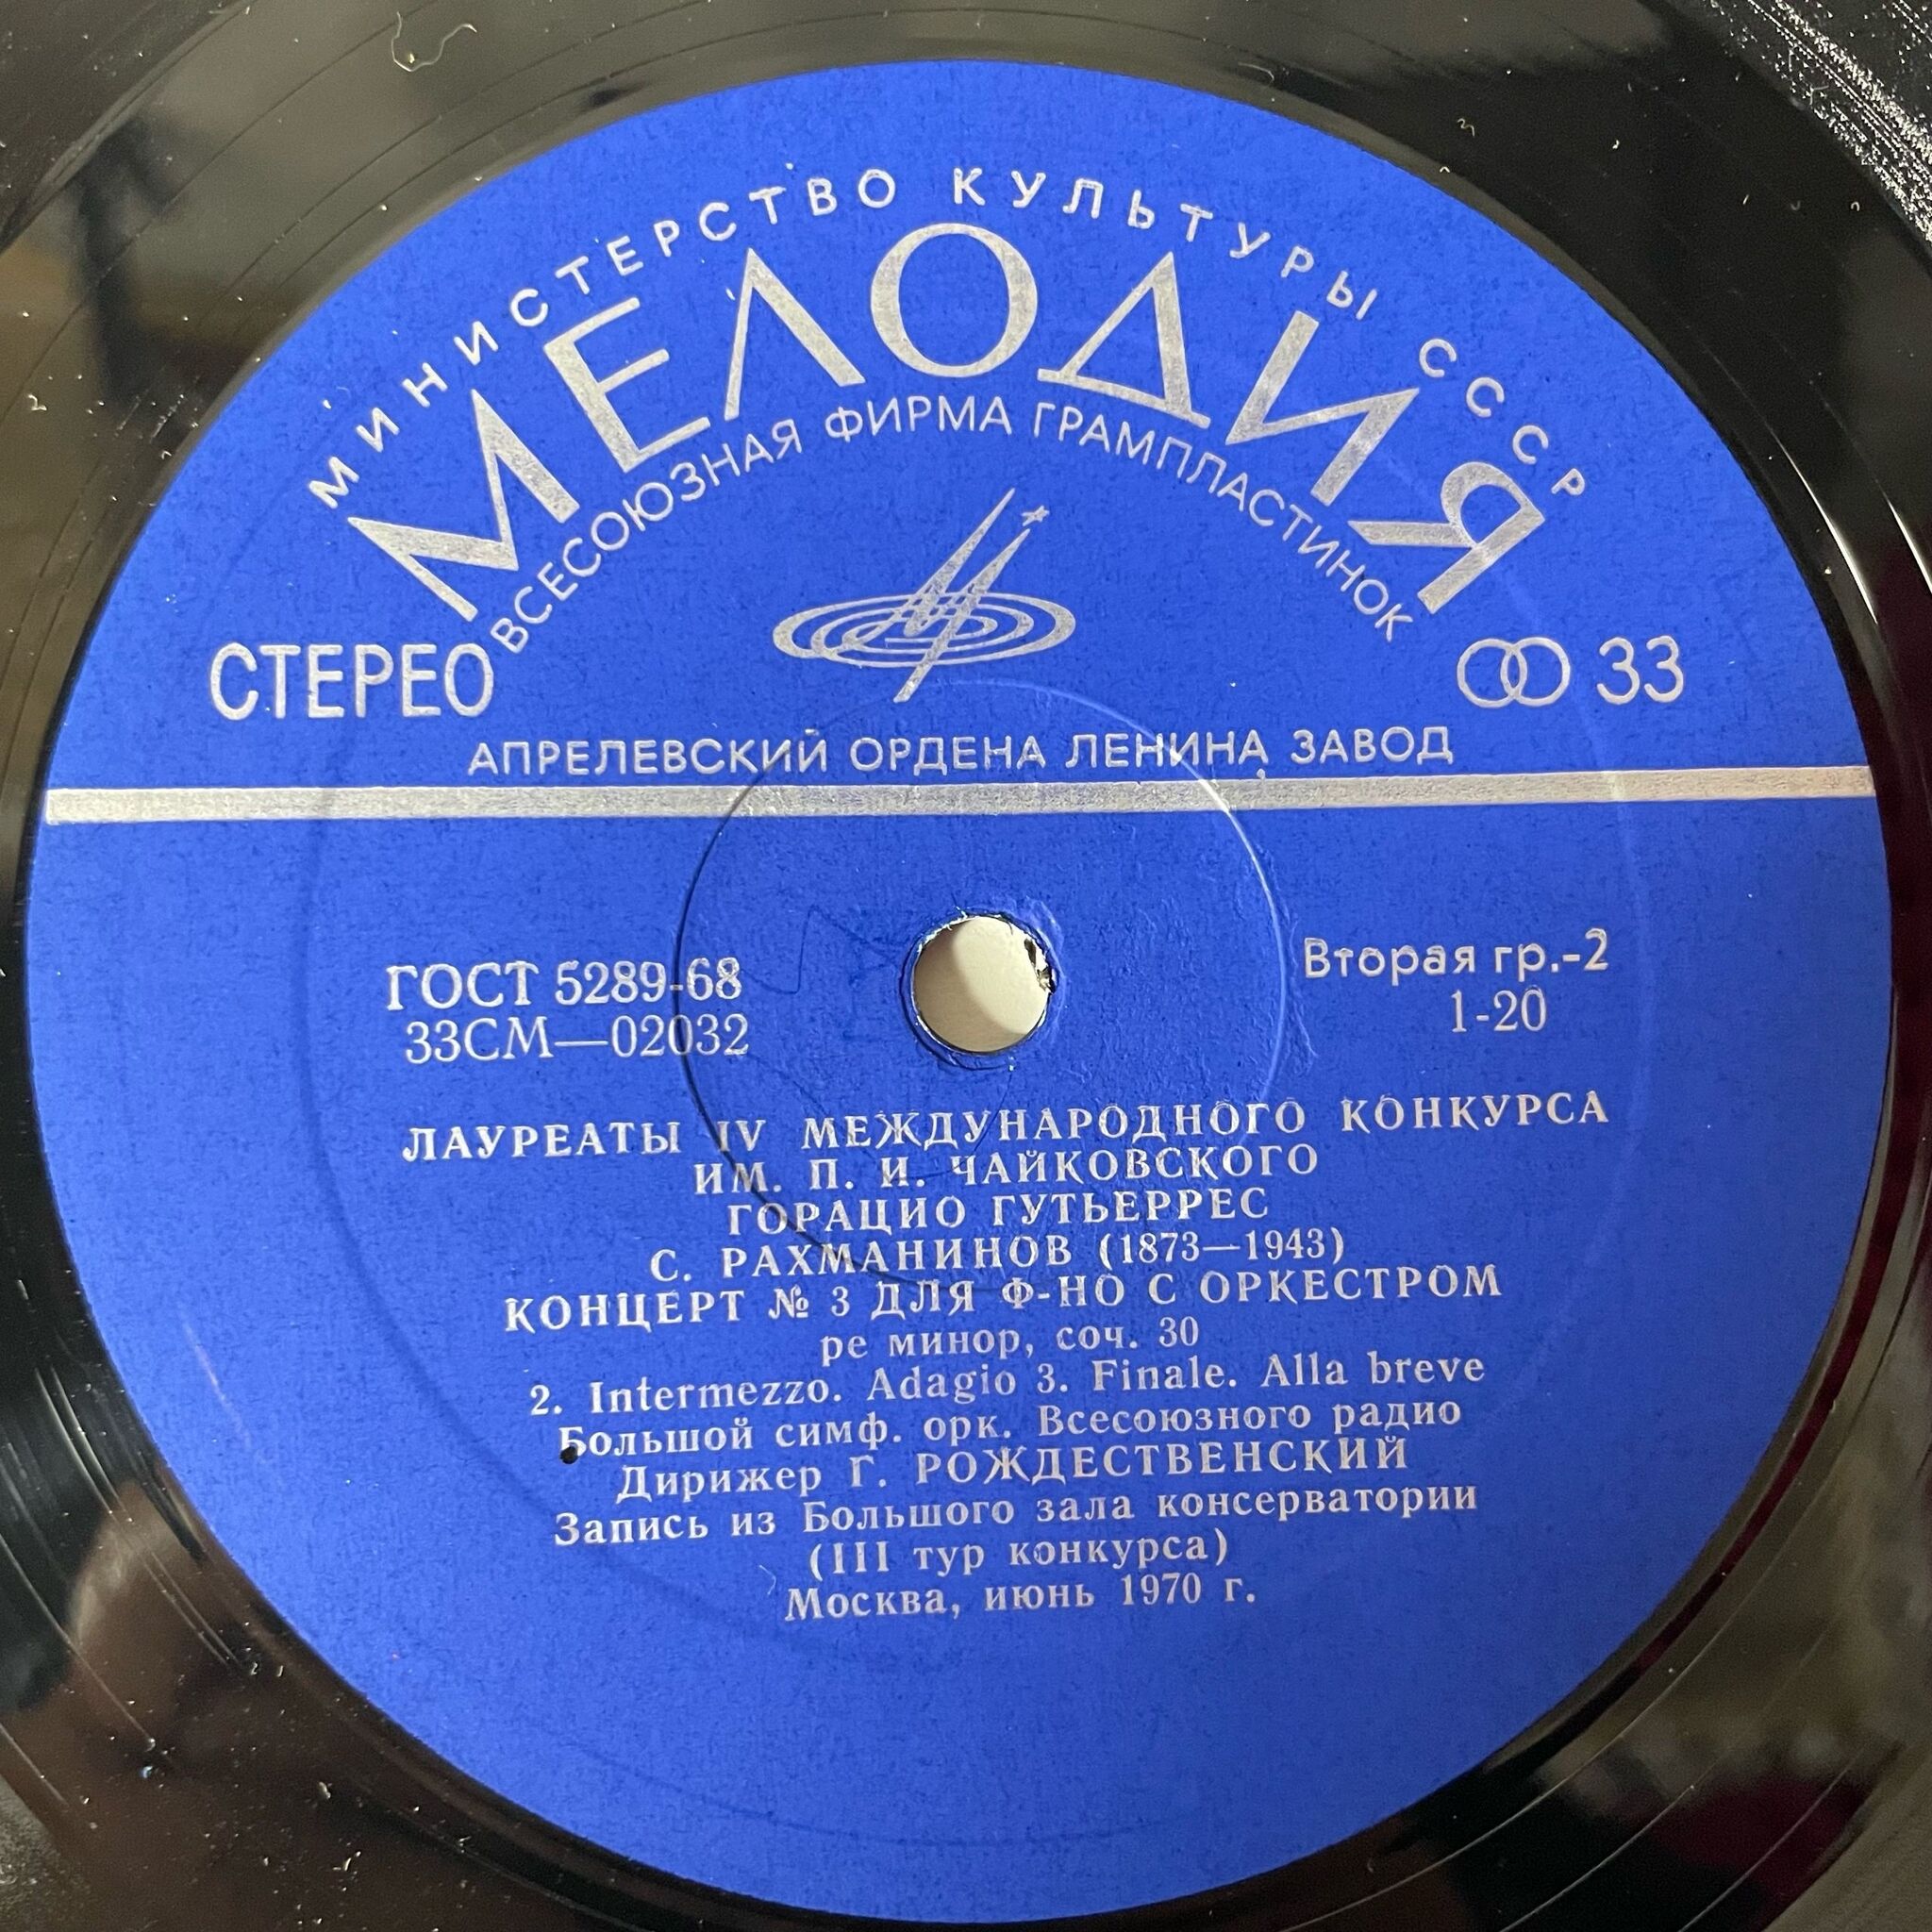 МИНИСТЕРСТВО КУЛЬТУРЫ СССР
МЕЛОДИЯ
ВСЕСОЮЗНАЯ ФИРМА ГРАМПЛАСТИНОК
СТЕРЕО
33
АПРЕЛЕВСКИЙ ОРДЕНА ЛЕНИНА ЗАВОД
ГОСТ 5289-68
33СМ—02032
Вторая гр.-2
1-20
ЛАУРЕАТЫ IV МЕЖДУНАРОДНОГО КОНКУРСА
ИМ. П. И. ЧАЙКОВСКОГО
ГОРАЦИО ГУТЬЕРРЕС
С. РАХМАНИНОВ (1873—1943)
КОНЦЕРТ № 3 ДЛЯ Ф-НО С ОРКЕСТРОМ
ре минор, соч. 30
2. Intermezzo. Adagio 3. Finale. Alla breve
Большой симф. орк. Всесоюзного радио
Дирижер Г. РОЖДЕСТВЕНСКИЙ
Запись из Большого зала консерватории
(III тур конкурса)
Москва, июнь 1970 г.